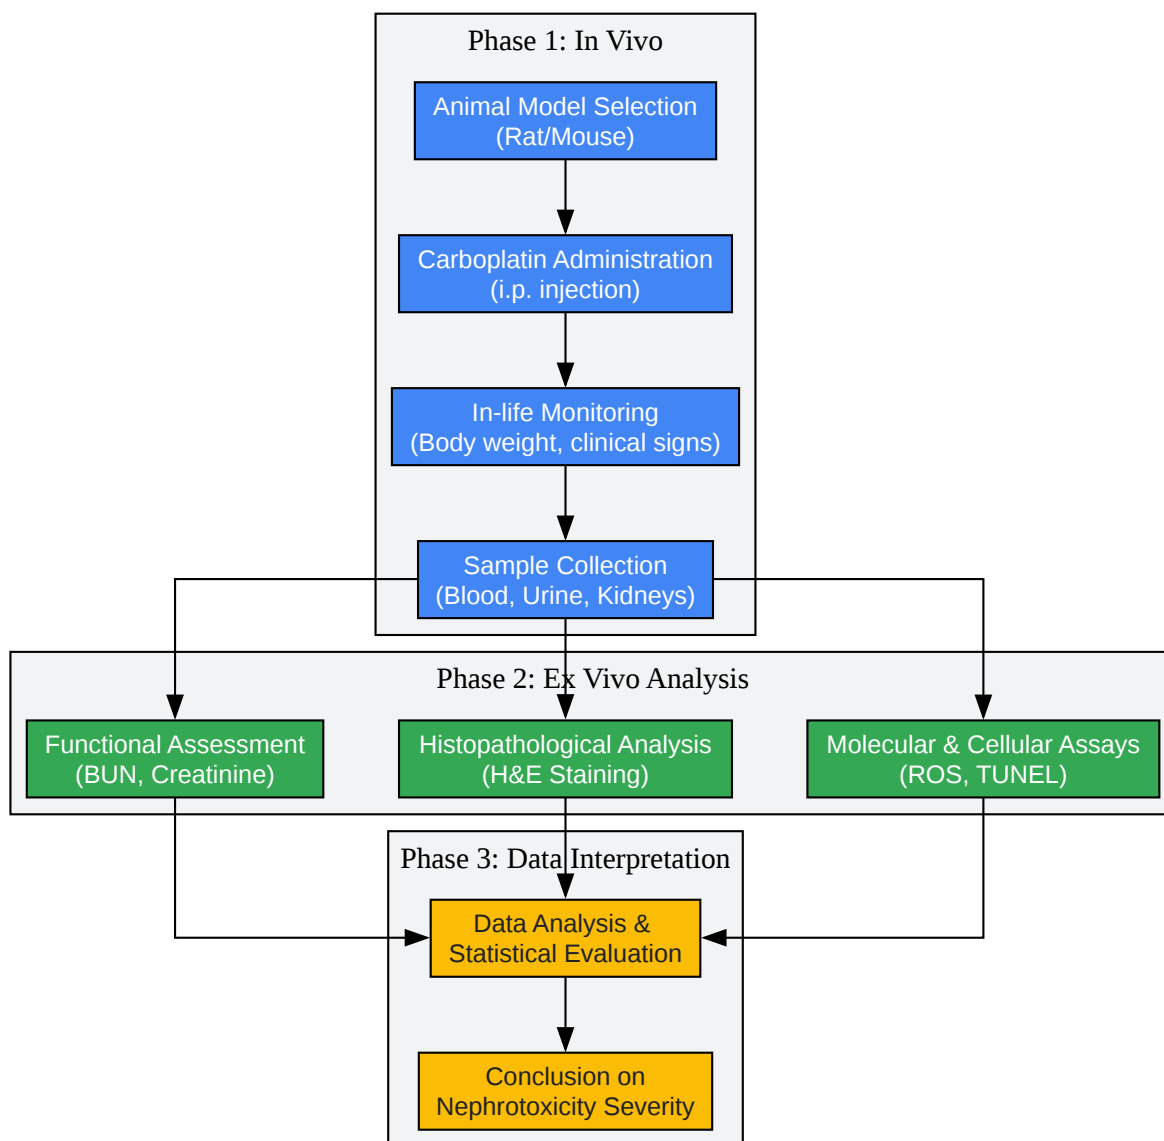 Phase 1: In Vivo
Animal Model Selection
(Rat/Mouse)
Carboplatin Administration
(i.p. injection)
In-life Monitoring
(Body weight, clinical signs)
Sample Collection
(Blood, Urine, Kidneys)
Phase 2: Ex Vivo Analysis
Functional Assessment
(BUN, Creatinine)
Histopathological Analysis
(H&E Staining)
Molecular & Cellular Assays
(ROS, TUNEL)
Phase 3: Data Interpretation
Data Analysis &
Statistical Evaluation
Conclusion on
Nephrotoxicity Severity